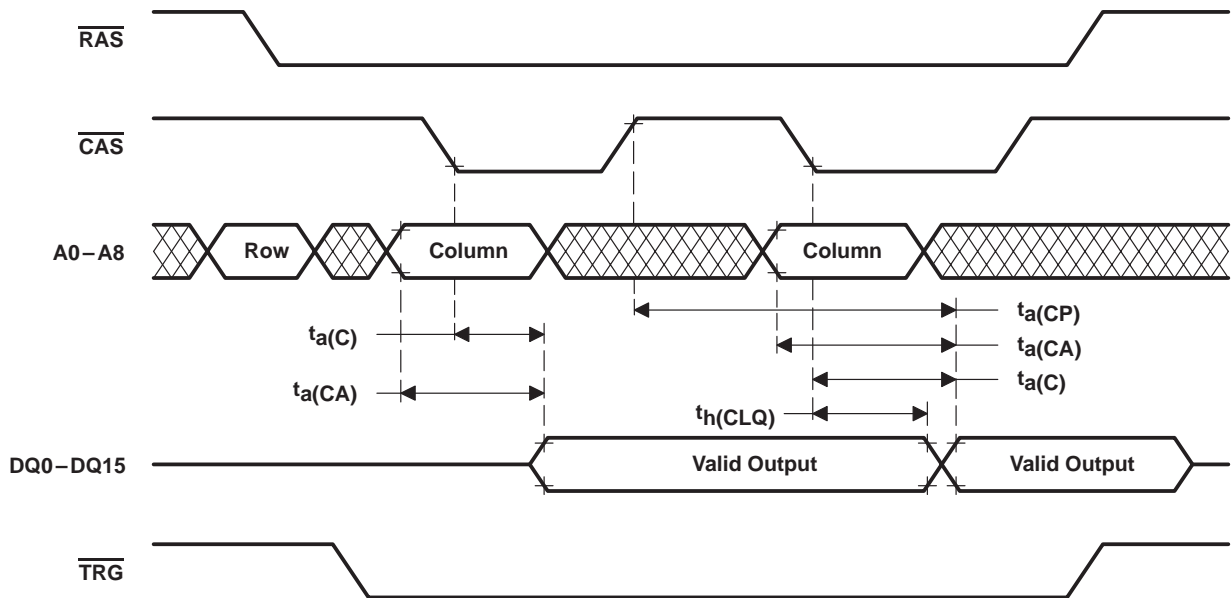 RAS
CAS
A0–A8
Row
Column
Column
ta(C)
ta(CP)
ta(CA)
ta(C)
ta(CA)
th(CLQ)
DQ0–DQ15
Valid Output
Valid Output
TRG